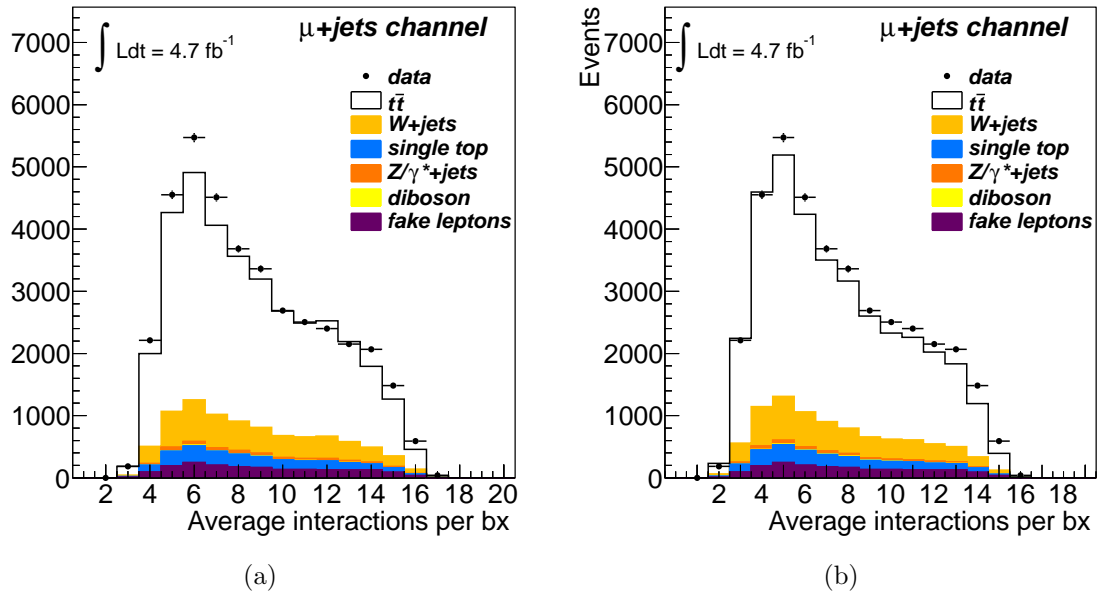 μ+jets channel
∫ Ldt = 4.7 fb⁻¹
data
tt̄
W+jets
single top
Z/γ*+jets
diboson
fake leptons
7000
6000
5000
4000
3000
2000
1000
0
2 4 6 8 10 12 14 16 18 20
Average interactions per bx
(a)
Events
μ+jets channel
∫ Ldt = 4.7 fb⁻¹
data
tt̄
W+jets
single top
Z/γ*+jets
diboson
fake leptons
7000
6000
5000
4000
3000
2000
1000
0
2 4 6 8 10 12 14 16 18
Average interactions per bx
(b)